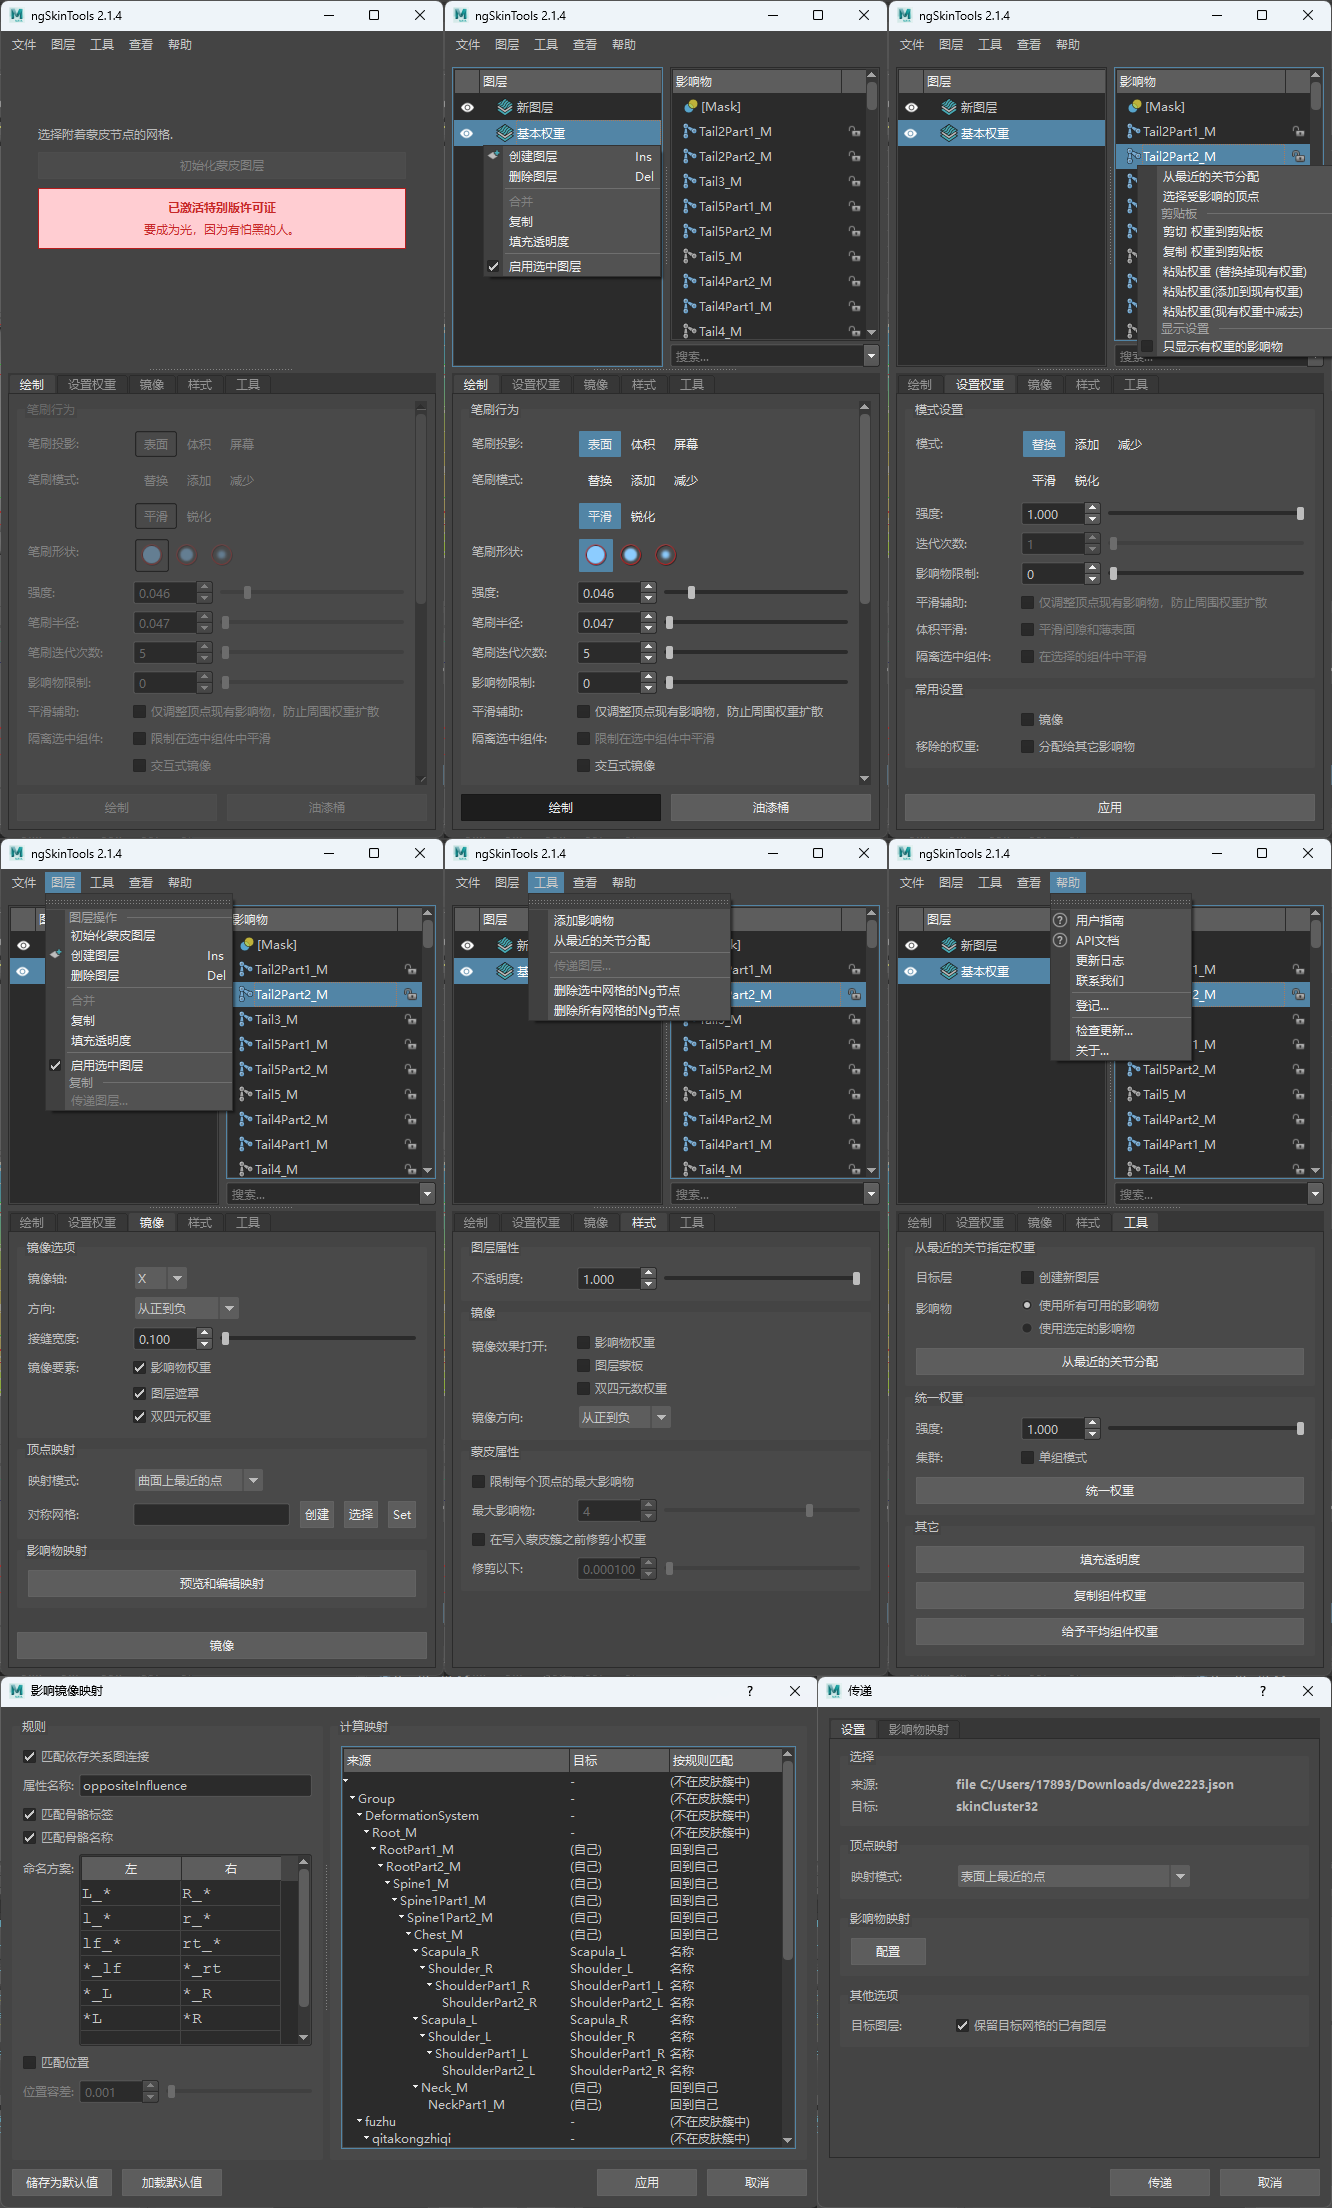 ngSkinTools 2.1.4
文件 图层 工具 查看 帮助
选择附着蒙皮节点的网格.
初始化蒙皮图层
已激活特别版许可证
要成为光，因为有怕黑的人。
绘制 设置权重 镜像 样式 工具
笔刷行为
笔刷投影: 表面 体积 屏幕
笔刷模式: 替换 添加 减少
平滑 锐化
笔刷形状:
强度: 0.046
笔刷半径: 0.047
笔刷迭代次数: 5
影响物限制: 0
平滑辅助: 仅调整顶点现有影响物，防止周围权重扩散
隔离选中组件: 限制在选中组件中平滑
交互式镜像
绘制 油漆桶
ngSkinTools 2.1.4
文件 图层 工具 查看 帮助
图层
新图层
基本权重
创建图层 Ins
删除图层 Del
合并
复制
填充透明度
启用选中图层
影响物
[Mask]
Tail2Part1_M
Tail2Part2_M
Tail3_M
Tail5Part1_M
Tail5Part2_M
Tail5_M
Tail4Part2_M
Tail4Part1_M
Tail4_M
搜索...
绘制 设置权重 镜像 样式 工具
笔刷行为
笔刷投影: 表面 体积 屏幕
笔刷模式: 替换 添加 减少
平滑 锐化
笔刷形状:
强度: 0.046
笔刷半径: 0.047
笔刷迭代次数: 5
影响物限制: 0
平滑辅助: 仅调整顶点现有影响物，防止周围权重扩散
隔离选中组件: 限制在选中组件中平滑
交互式镜像
绘制 油漆桶
ngSkinTools 2.1.4
文件 图层 工具 查看 帮助
图层
新图层
基本权重
影响物
[Mask]
Tail2Part1_M
Tail2Part2_M
从最近的关节分配
选择受影响的顶点
剪贴板
剪切 权重到剪贴板
复制 权重到剪贴板
粘贴权重 (替换掉现有权重)
粘贴权重(添加到现有权重)
粘贴权重(现有权重中减去)
显示设置
只显示有权重的影响物
搜索...
绘制 设置权重 镜像 样式 工具
模式设置
模式: 替换 添加 减少
平滑 锐化
强度: 1.000
迭代次数: 1
影响物限制: 0
平滑辅助: 仅调整顶点现有影响物，防止周围权重扩散
体积平滑: 平滑间隙和薄表面
隔离选中组件: 在选择的组件中平滑
常用设置
镜像
移除的权重: 分配给其它影响物
应用
ngSkinTools 2.1.4
文件 图层 工具 查看 帮助
图层操作
初始化蒙皮图层
创建图层 Ins
删除图层 Del
合并
复制
填充透明度
启用选中图层
复制
传递图层...
影响物
[Mask]
Tail2Part1_M
Tail2Part2_M
Tail3_M
Tail5Part1_M
Tail5Part2_M
Tail5_M
Tail4Part2_M
Tail4Part1_M
Tail4_M
搜索...
绘制 设置权重 镜像 样式 工具
镜像选项
镜像轴: X
方向: 从正到负
接缝宽度: 0.100
镜像要素: 影响物权重
图层遮罩
双四元权重
顶点映射
映射模式: 曲面上最近的点
对称网格: 创建 选择 Set
影响物映射
预览和编辑映射
镜像
ngSkinTools 2.1.4
文件 图层 工具 查看 帮助
图层
新
基
添加影响物
从最近的关节分配
传递图层...
删除选中网格的Ng节点
删除所有网格的Ng节点
k]
art1_M
art2_M
Tail3_M
Tail5Part1_M
Tail5Part2_M
Tail5_M
Tail4Part2_M
Tail4Part1_M
Tail4_M
搜索...
绘制 设置权重 镜像 样式 工具
图层属性
不透明度: 1.000
镜像
镜像效果打开: 影响物权重
图层蒙板
双四元数权重
镜像方向: 从正到负
蒙皮属性
限制每个顶点的最大影响物
最大影响物: 4
在写入蒙皮簇之前修剪小权重
修剪以下: 0.000100
ngSkinTools 2.1.4
文件 图层 工具 查看 帮助
图层
新图层
基本权重
用户指南
API文档
更新日志
联系我们
登记...
检查更新...
关于...
1_M
2_M
Tail5Part1_M
Tail5Part2_M
Tail5_M
Tail4Part2_M
Tail4Part1_M
Tail4_M
搜索...
绘制 设置权重 镜像 样式 工具
从最近的关节指定权重
目标层 创建新图层
影响物 使用所有可用的影响物
使用选定的影响物
从最近的关节分配
统一权重
强度: 1.000
集群: 单组模式
统一权重
其它
填充透明度
复制组件权重
给予平均组件权重
影响镜像映射 ?
规则
匹配依存关系图连接
属性名称: oppositeInfluence
匹配骨骼标签
匹配骨骼名称
命名方案: 左 右
L_* R_*
l_* r_*
lf_* rt_*
*_lf *_rt
*_L *_R
*L *R
匹配位置
位置容差: 0.001
储存为默认值 加载默认值
计算映射
来源 目标 按规则匹配
- (不在皮肤簇中)
Group - (不在皮肤簇中)
DeformationSystem - (不在皮肤簇中)
Root_M - (不在皮肤簇中)
RootPart1_M (自己) 回到自己
RootPart2_M (自己) 回到自己
Spine1_M (自己) 回到自己
Spine1Part1_M (自己) 回到自己
Spine1Part2_M (自己) 回到自己
Chest_M (自己) 回到自己
Scapula_R Scapula_L 名称
Shoulder_R Shoulder_L 名称
ShoulderPart1_R ShoulderPart1_L 名称
ShoulderPart2_R ShoulderPart2_L 名称
Scapula_L Scapula_R 名称
Shoulder_L Shoulder_R 名称
ShoulderPart1_L ShoulderPart1_R 名称
ShoulderPart2_L ShoulderPart2_R 名称
Neck_M (自己) 回到自己
NeckPart1_M (自己) 回到自己
fuzhu - (不在皮肤簇中)
qitakongzhiqi - (不在皮肤簇中)
应用 取消
传递 ?
设置 影响物映射
选择
来源: file C:/Users/17893/Downloads/dwe2223.json
目标: skinCluster32
顶点映射
映射模式: 表面上最近的点
影响物映射
配置
其他选项
目标图层: 保留目标网格的已有图层
传递 取消